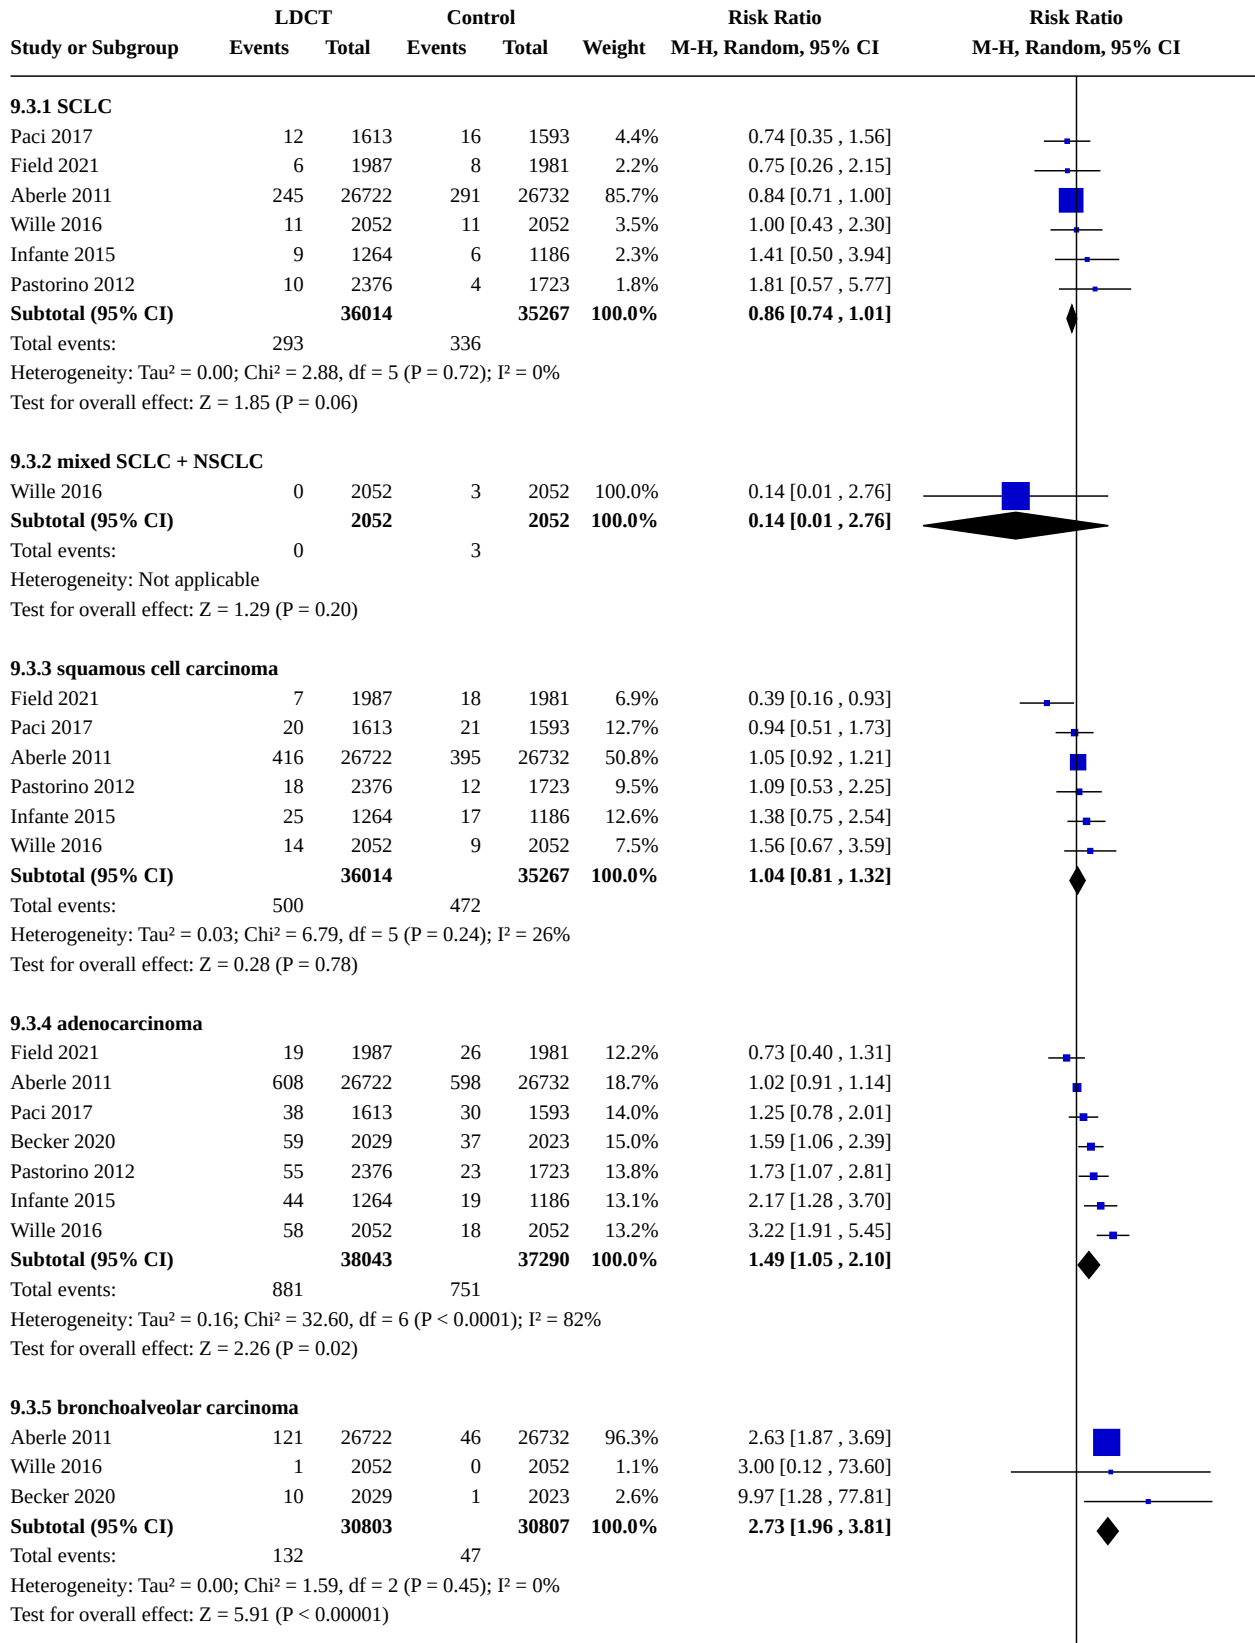 LDCT Control Risk Ratio Risk Ratio
Study or Subgroup Events Total Events Total Weight M-H, Random, 95% CI M-H, Random, 95% CI
9.3.1 SCLC
Paci 2017 12 1613 16 1593 4.4% 0.74 [0.35 , 1.56]
Field 2021 6 1987 8 1981 2.2% 0.75 [0.26 , 2.15]
Aberle 2011 245 26722 291 26732 85.7% 0.84 [0.71 , 1.00]
Wille 2016 11 2052 11 2052 3.5% 1.00 [0.43 , 2.30]
Infante 2015 9 1264 6 1186 2.3% 1.41 [0.50 , 3.94]
Pastorino 2012 10 2376 4 1723 1.8% 1.81 [0.57 , 5.77]
Subtotal (95% CI) 36014 35267 100.0% 0.86 [0.74 , 1.01]
Total events: 293 336
Heterogeneity: Tau² = 0.00; Chi² = 2.88, df = 5 (P = 0.72); I² = 0%
Test for overall effect: Z = 1.85 (P = 0.06)
9.3.2 mixed SCLC + NSCLC
Wille 2016 0 2052 3 2052 100.0% 0.14 [0.01 , 2.76]
Subtotal (95% CI) 2052 2052 100.0% 0.14 [0.01 , 2.76]
Total events: 0 3
Heterogeneity: Not applicable
Test for overall effect: Z = 1.29 (P = 0.20)
9.3.3 squamous cell carcinoma
Field 2021 7 1987 18 1981 6.9% 0.39 [0.16 , 0.93]
Paci 2017 20 1613 21 1593 12.7% 0.94 [0.51 , 1.73]
Aberle 2011 416 26722 395 26732 50.8% 1.05 [0.92 , 1.21]
Pastorino 2012 18 2376 12 1723 9.5% 1.09 [0.53 , 2.25]
Infante 2015 25 1264 17 1186 12.6% 1.38 [0.75 , 2.54]
Wille 2016 14 2052 9 2052 7.5% 1.56 [0.67 , 3.59]
Subtotal (95% CI) 36014 35267 100.0% 1.04 [0.81 , 1.32]
Total events: 500 472
Heterogeneity: Tau² = 0.03; Chi² = 6.79, df = 5 (P = 0.24); I² = 26%
Test for overall effect: Z = 0.28 (P = 0.78)
9.3.4 adenocarcinoma
Field 2021 19 1987 26 1981 12.2% 0.73 [0.40 , 1.31]
Aberle 2011 608 26722 598 26732 18.7% 1.02 [0.91 , 1.14]
Paci 2017 38 1613 30 1593 14.0% 1.25 [0.78 , 2.01]
Becker 2020 59 2029 37 2023 15.0% 1.59 [1.06 , 2.39]
Pastorino 2012 55 2376 23 1723 13.8% 1.73 [1.07 , 2.81]
Infante 2015 44 1264 19 1186 13.1% 2.17 [1.28 , 3.70]
Wille 2016 58 2052 18 2052 13.2% 3.22 [1.91 , 5.45]
Subtotal (95% CI) 38043 37290 100.0% 1.49 [1.05 , 2.10]
Total events: 881 751
Heterogeneity: Tau² = 0.16; Chi² = 32.60, df = 6 (P < 0.0001); I² = 82%
Test for overall effect: Z = 2.26 (P = 0.02)
9.3.5 bronchoalveolar carcinoma
Aberle 2011 121 26722 46 26732 96.3% 2.63 [1.87 , 3.69]
Wille 2016 1 2052 0 2052 1.1% 3.00 [0.12 , 73.60]
Becker 2020 10 2029 1 2023 2.6% 9.97 [1.28 , 77.81]
Subtotal (95% CI) 30803 30807 100.0% 2.73 [1.96 , 3.81]
Total events: 132 47
Heterogeneity: Tau² = 0.00; Chi² = 1.59, df = 2 (P = 0.45); I² = 0%
Test for overall effect: Z = 5.91 (P < 0.00001)